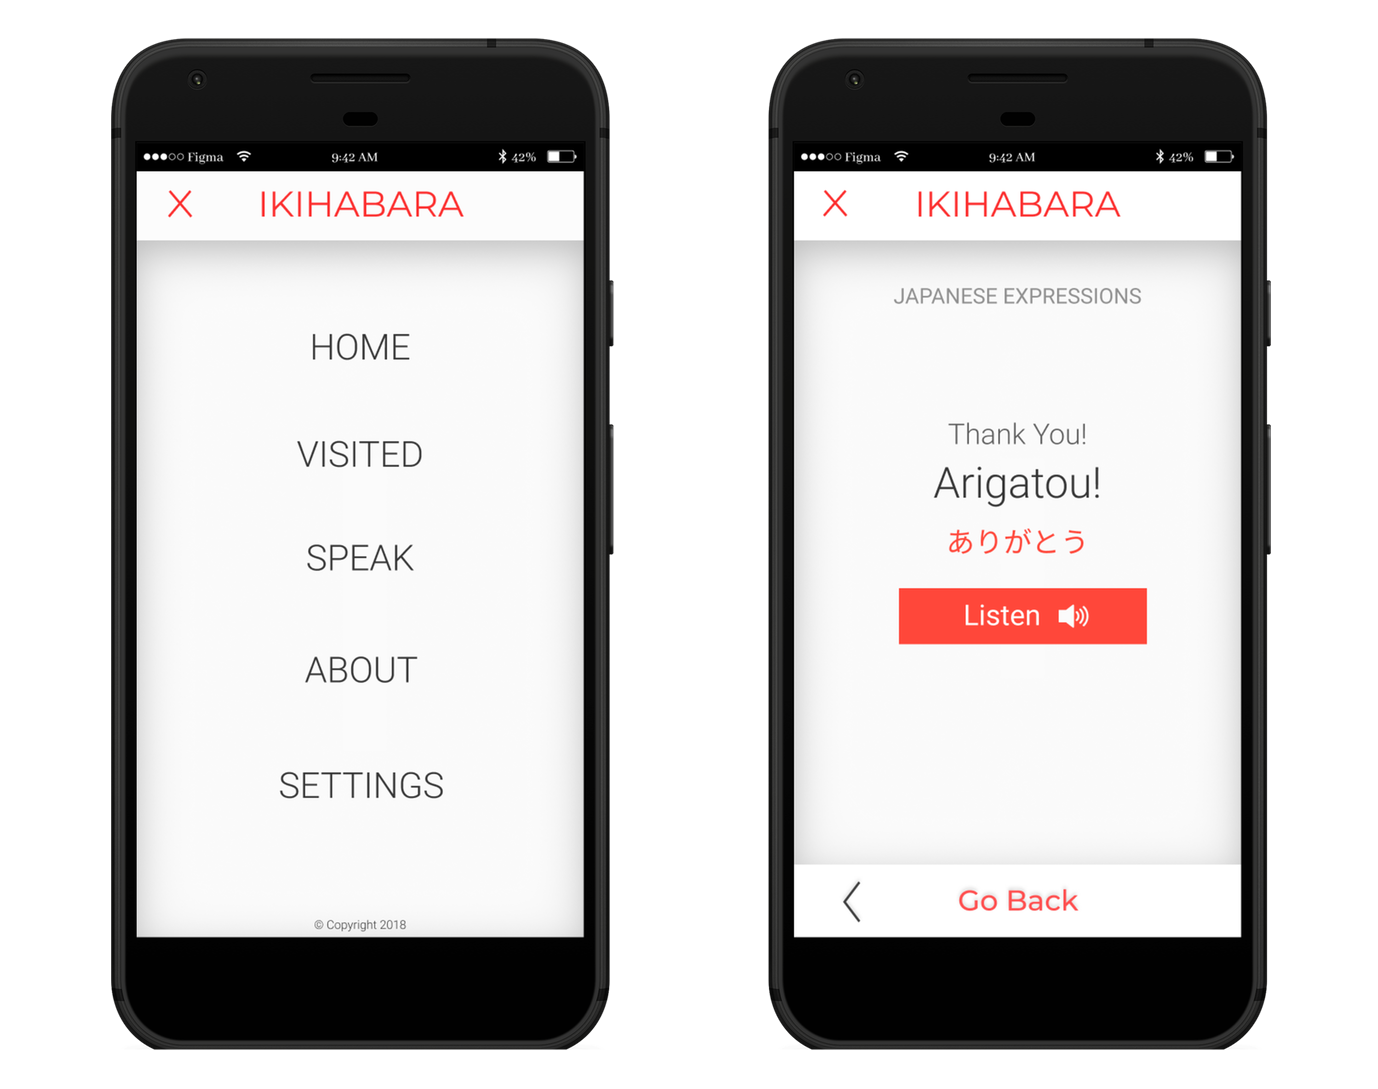 Figma 9:42 AM 42%
X IKIHABARA
HOME
VISITED
SPEAK
ABOUT
SETTINGS
© Copyright 2018
Figma 9:42 AM 42%
X IKIHABARA
JAPANESE EXPRESSIONS
Thank You!
Arigatou!
ありがとう
Listen
Go Back